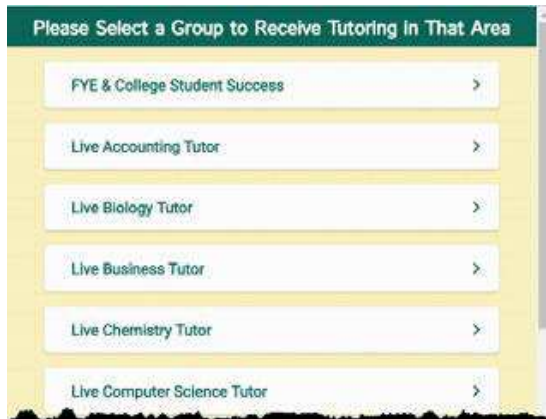 Please Select a Group to Receive Tutoring in That Area
FYE & College Student Success
Live Accounting Tutor
Live Biology Tutor
Live Business Tutor
Live Chemistry Tutor
Live Computer Science Tutor